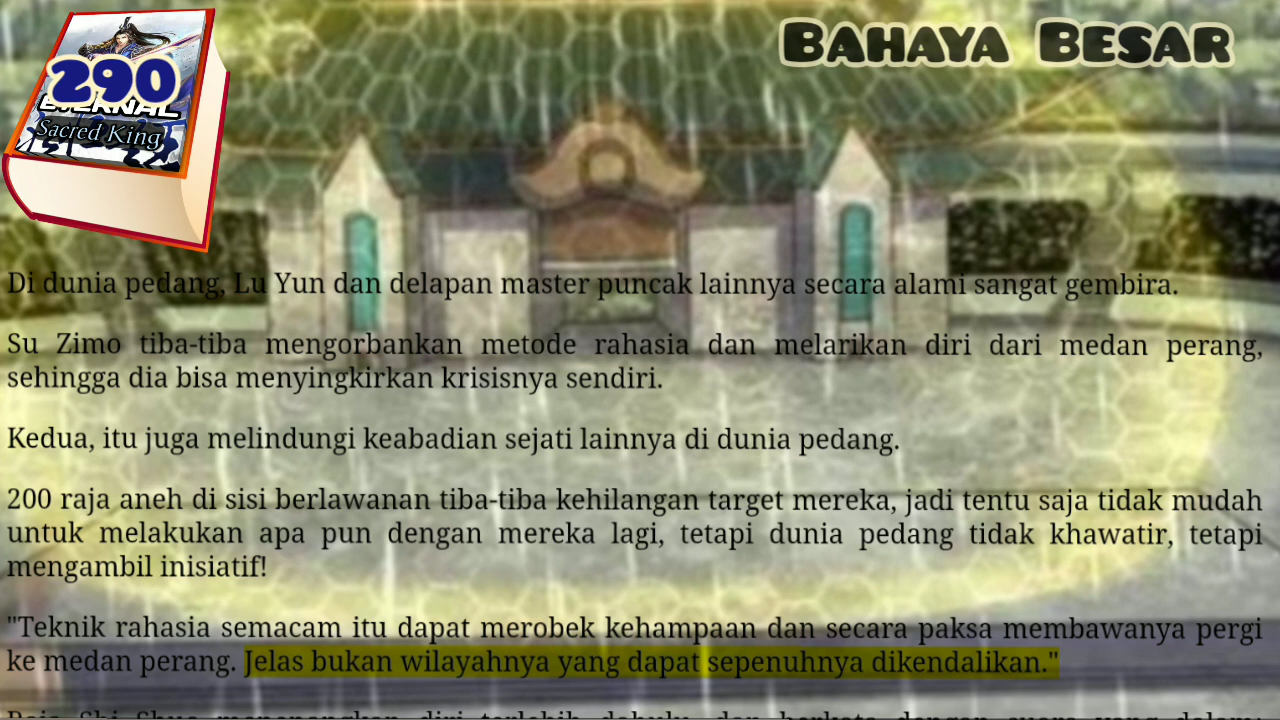 Bahaya Besar
290
ETERNAL
Sacred King
Di dunia pedang, Lu Yun dan delapan master puncak lainnya secara alami sangat gembira.
Su Zimo tiba-tiba mengorbankan metode rahasia dan melarikan diri dari medan perang,
sehingga dia bisa menyingkirkan krisisnya sendiri.
Kedua, itu juga melindungi keabadian sejati lainnya di dunia pedang.
200 raja aneh di sisi berlawanan tiba-tiba kehilangan target mereka, jadi tentu saja tidak mudah
untuk melakukan apa pun dengan mereka lagi, tetapi dunia pedang tidak khawatir, tetapi
mengambil inisiatif!
"Teknik rahasia semacam itu dapat merobek kehampaan dan secara paksa membawanya pergi
ke medan perang. Jelas bukan wilayahnya yang dapat sepenuhnya dikendalikan."